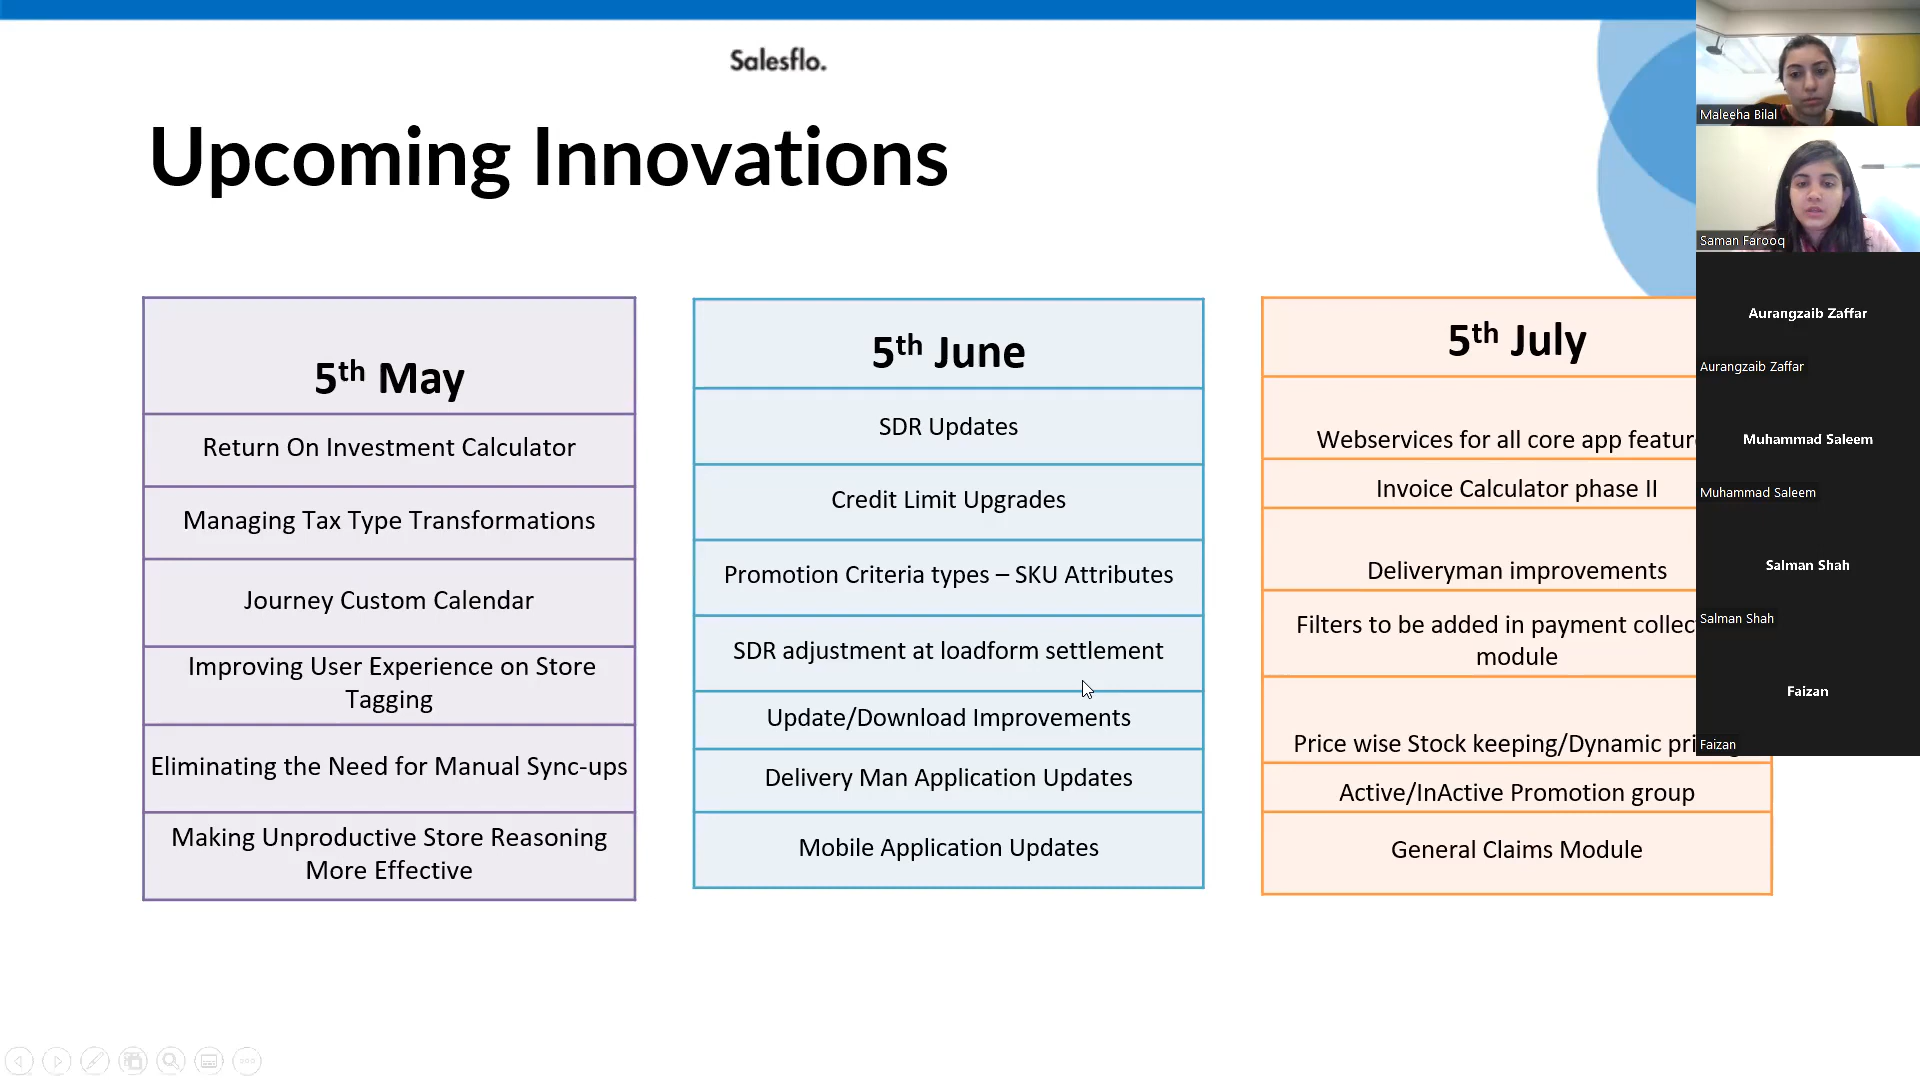 Salesflo.
Upcoming Innovations
5th May
Return On Investment Calculator
Managing Tax Type Transformations
Journey Custom Calendar
Improving User Experience on Store
Tagging
Eliminating the Need for Manual Sync-ups
Making Unproductive Store Reasoning
More Effective
5th June
SDR Updates
Credit Limit Upgrades
Promotion Criteria types – SKU Attributes
SDR adjustment at loadform settlement
Update/Download Improvements
Delivery Man Application Updates
Mobile Application Updates
5th July
Webservices for all core app
Invoice Calculator phase II
Deliveryman improvements
Filters to be added in payment
module
Price wise Stock keeping/Dynamic
Active/InActive Promotion group
General Claims Module
Maleeha Bilal
Saman Farooq
Aurangzaib Zaffar
Aurangzaib Zaffar
Muhammad Saleem
Muhammad Saleem
Salman Shah
Salman Shah
Faizan
Faizan